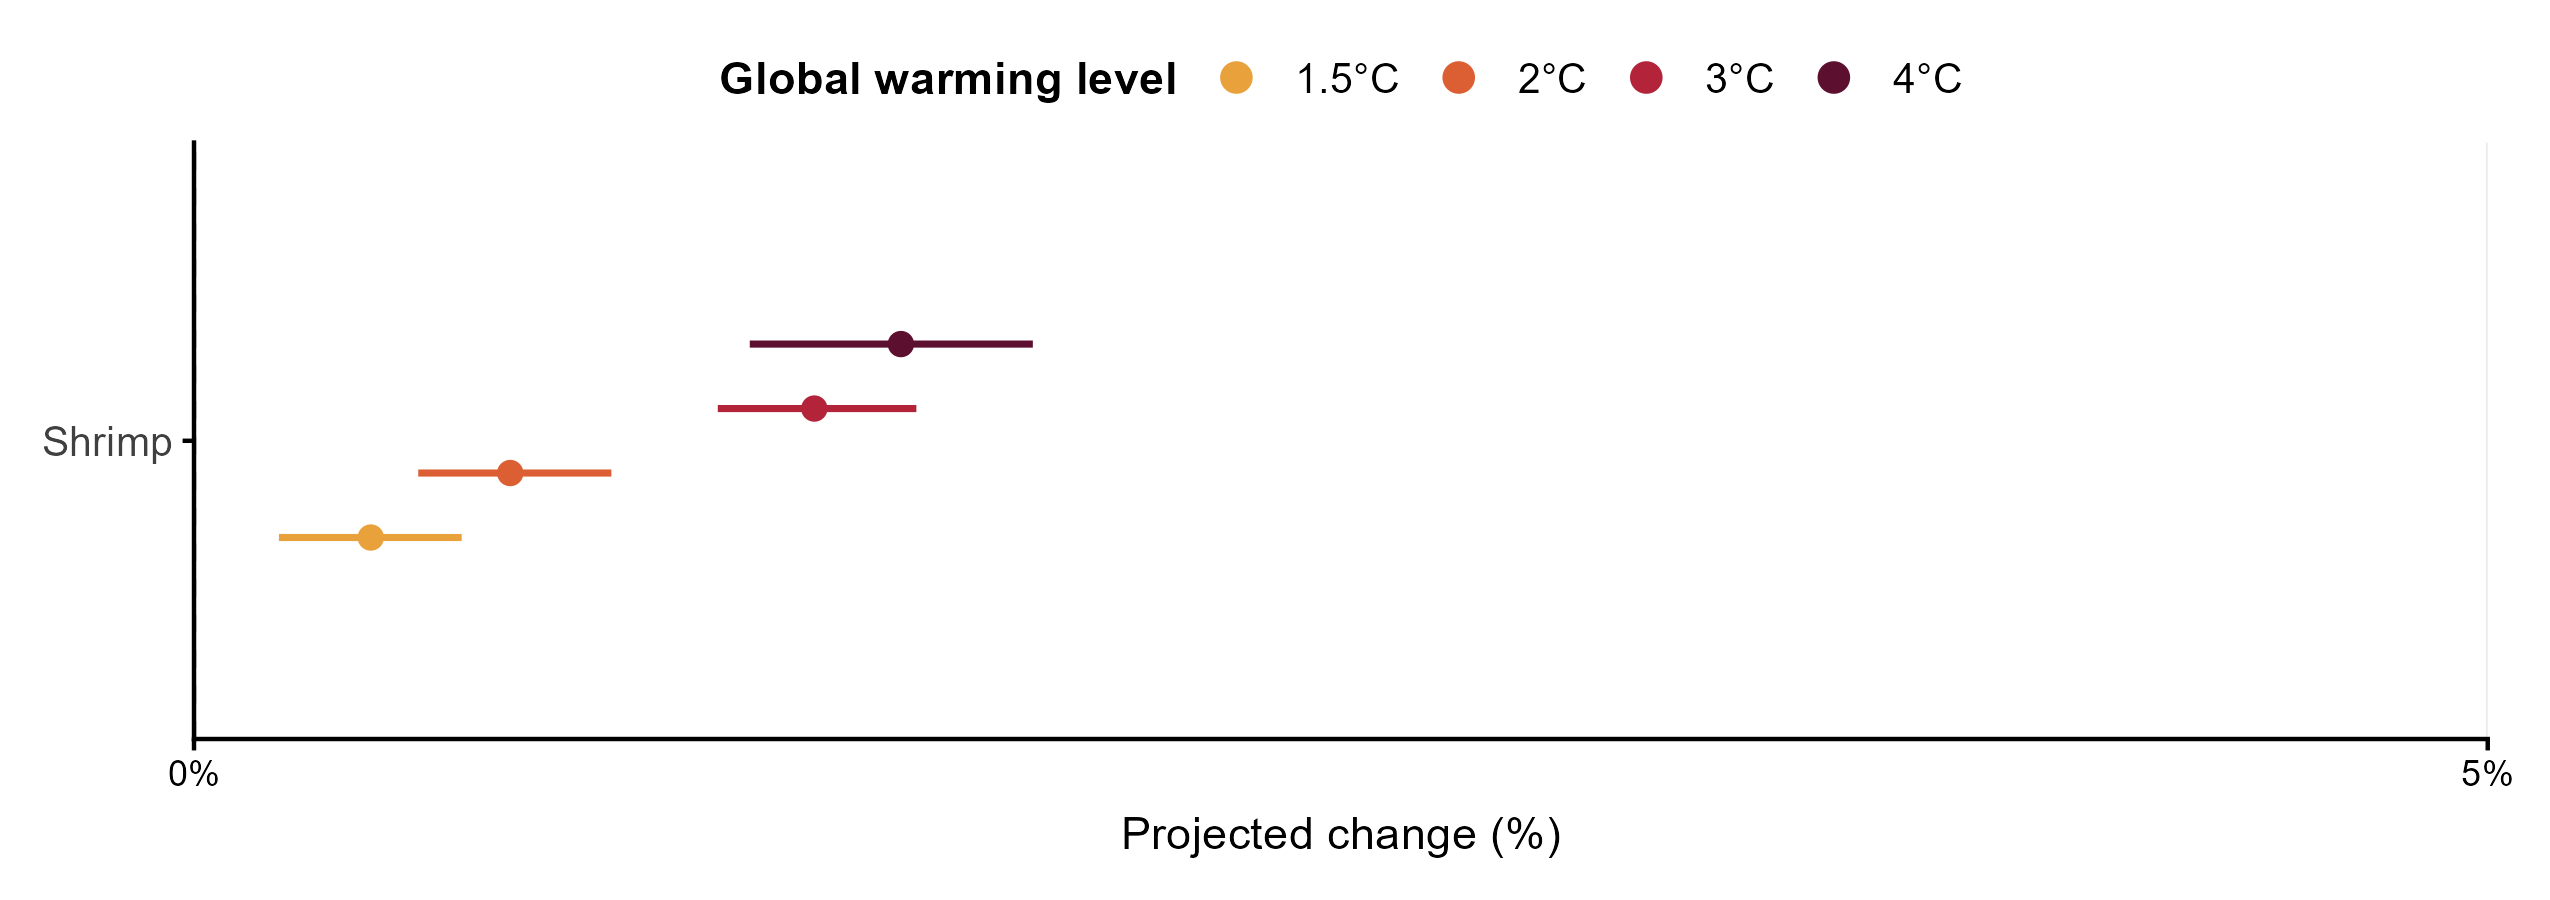 Global warming level 1.5°C 2°C 3°C 4°C
Shrimp
0% 5%
Projected change (%)